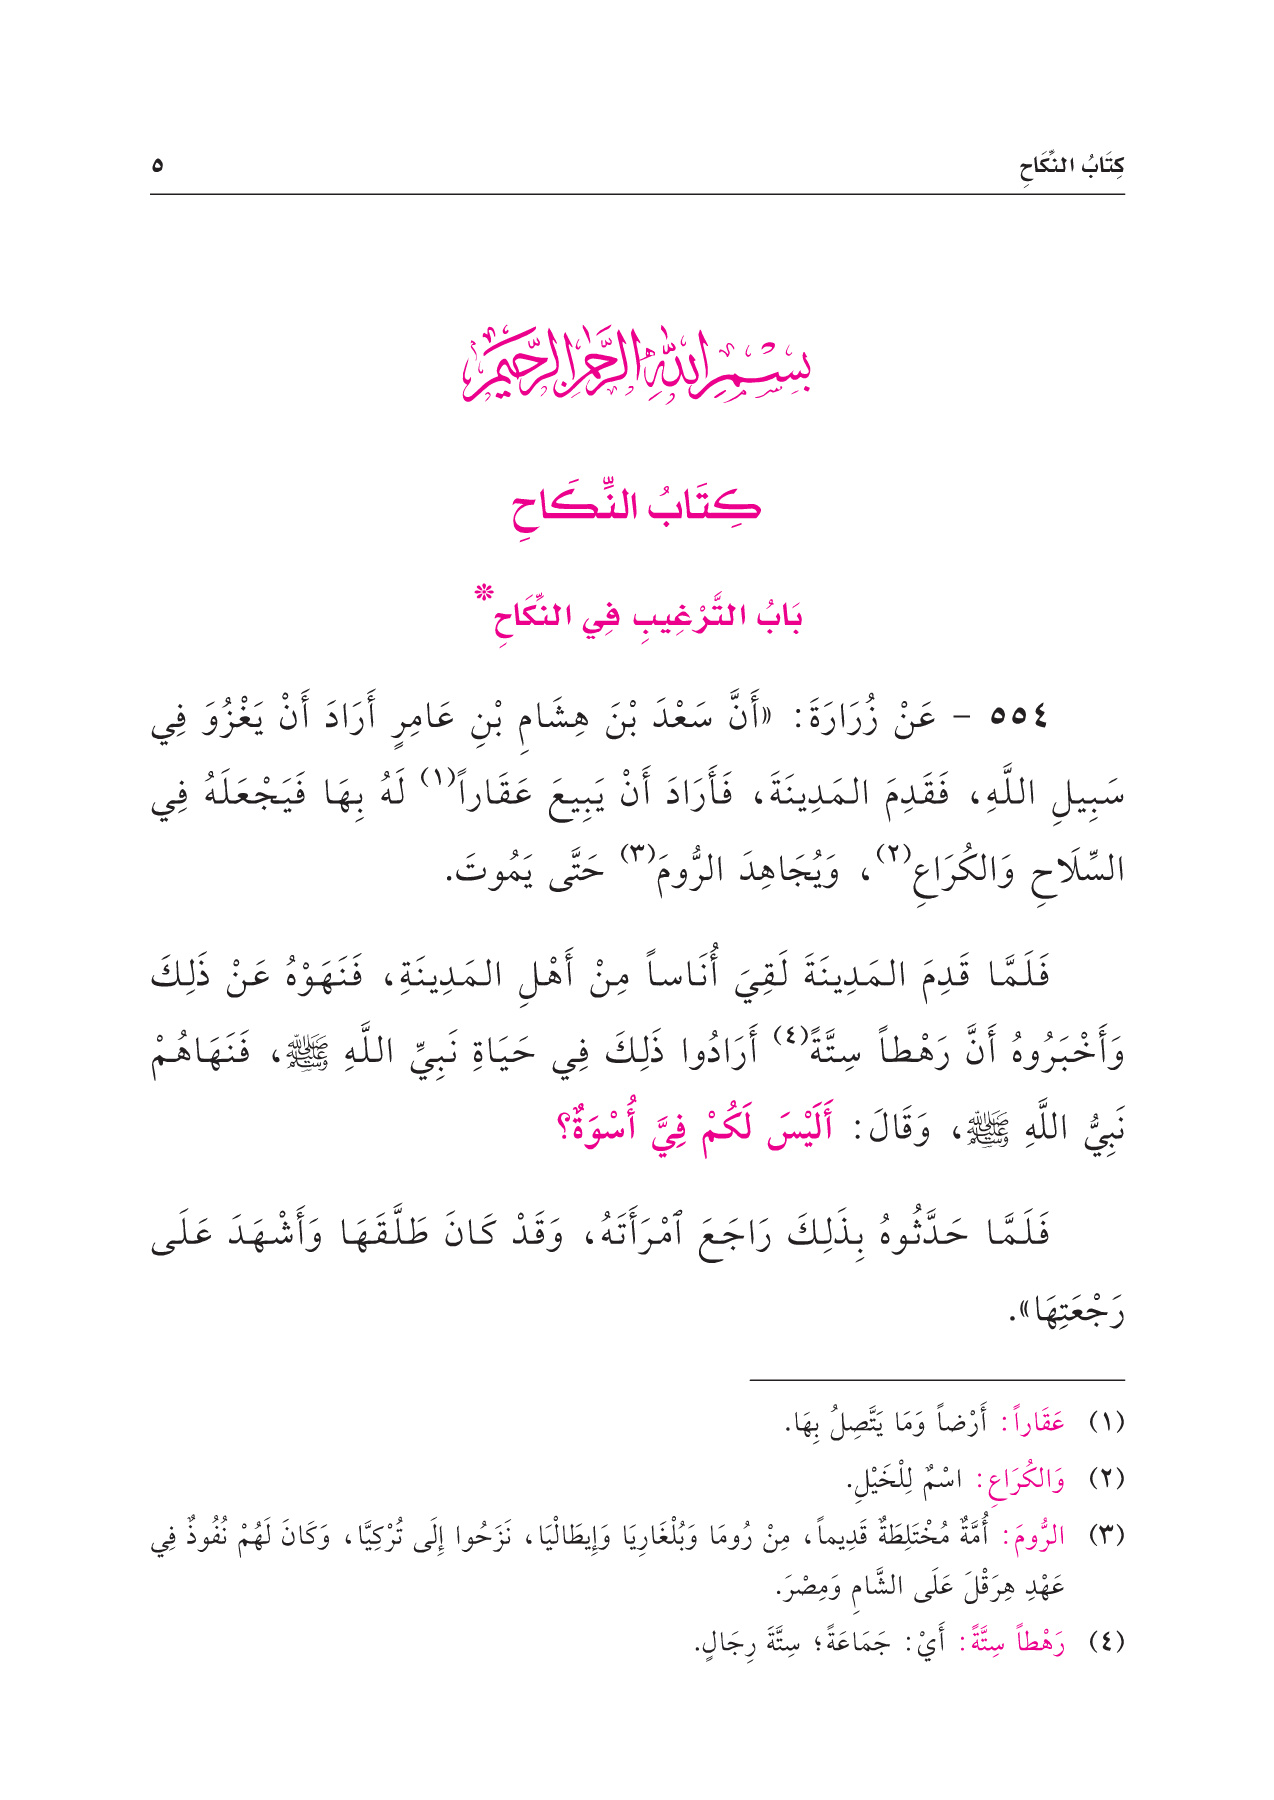 كِتَابُ النِّكَاحِ ٥
بِسْمِ اللَّهِ الرَّحْمَٰنِ الرَّحِيمِ
كِتَابُ النِّكَاحِ
بَابُ التَّرْغِيبِ فِي النِّكَاحِ*
٥٥٤ - عَنْ زُرَارَةَ: «أَنَّ سَعْدَ بْنَ هِشَامِ بْنِ عَامِرٍ أَرَادَ أَنْ يَغْزُوَ فِي
سَبِيلِ اللَّهِ، فَقَدِمَ المَدِينَةَ، فَأَرَادَ أَنْ يَبِيعَ عَقَاراً(١) لَهُ بِهَا فَيَجْعَلَهُ فِي
السِّلَاحِ وَالكُرَاعِ(٢)، وَيُجَاهِدَ الرُّومَ(٣) حَتَّى يَمُوتَ.
فَلَمَّا قَدِمَ المَدِينَةَ لَقِيَ أُنَاساً مِنْ أَهْلِ المَدِينَةِ، فَنَهَوْهُ عَنْ ذَلِكَ
وَأَخْبَرُوهُ أَنَّ رَهْطاً سِتَّةً(٤) أَرَادُوا ذَلِكَ فِي حَيَاةِ نَبِيِّ اللَّهِ ﷺ، فَنَهَاهُمْ
نَبِيُّ اللَّهِ ﷺ، وَقَالَ: أَلَيْسَ لَكُمْ فِيَّ أُسْوَةٌ؟
فَلَمَّا حَدَّثُوهُ بِذَلِكَ رَاجَعَ ٱمْرَأَتَهُ، وَقَدْ كَانَ طَلَّقَهَا وَأَشْهَدَ عَلَى
رَجْعَتِهَا».
(١) عَقَاراً: أَرْضاً وَمَا يَتَّصِلُ بِهَا.
(٢) وَالكُرَاعِ: اسْمٌ لِلْخَيْلِ.
(٣) الرُّومَ: أُمَّةٌ مُخْتَلِطَةٌ قَدِيماً، مِنْ رُومَا وَبُلْغَارِيَا وَإِيطَالْيَا، نَزَحُوا إِلَى تُرْكِيَّا، وَكَانَ لَهُمْ نُفُوذٌ فِي
عَهْدِ هِرَقْلَ عَلَى الشَّامِ وَمِصْرَ.
(٤) رَهْطاً سِتَّةً: أَيْ: جَمَاعَةً؛ سِتَّةَ رِجَالٍ.